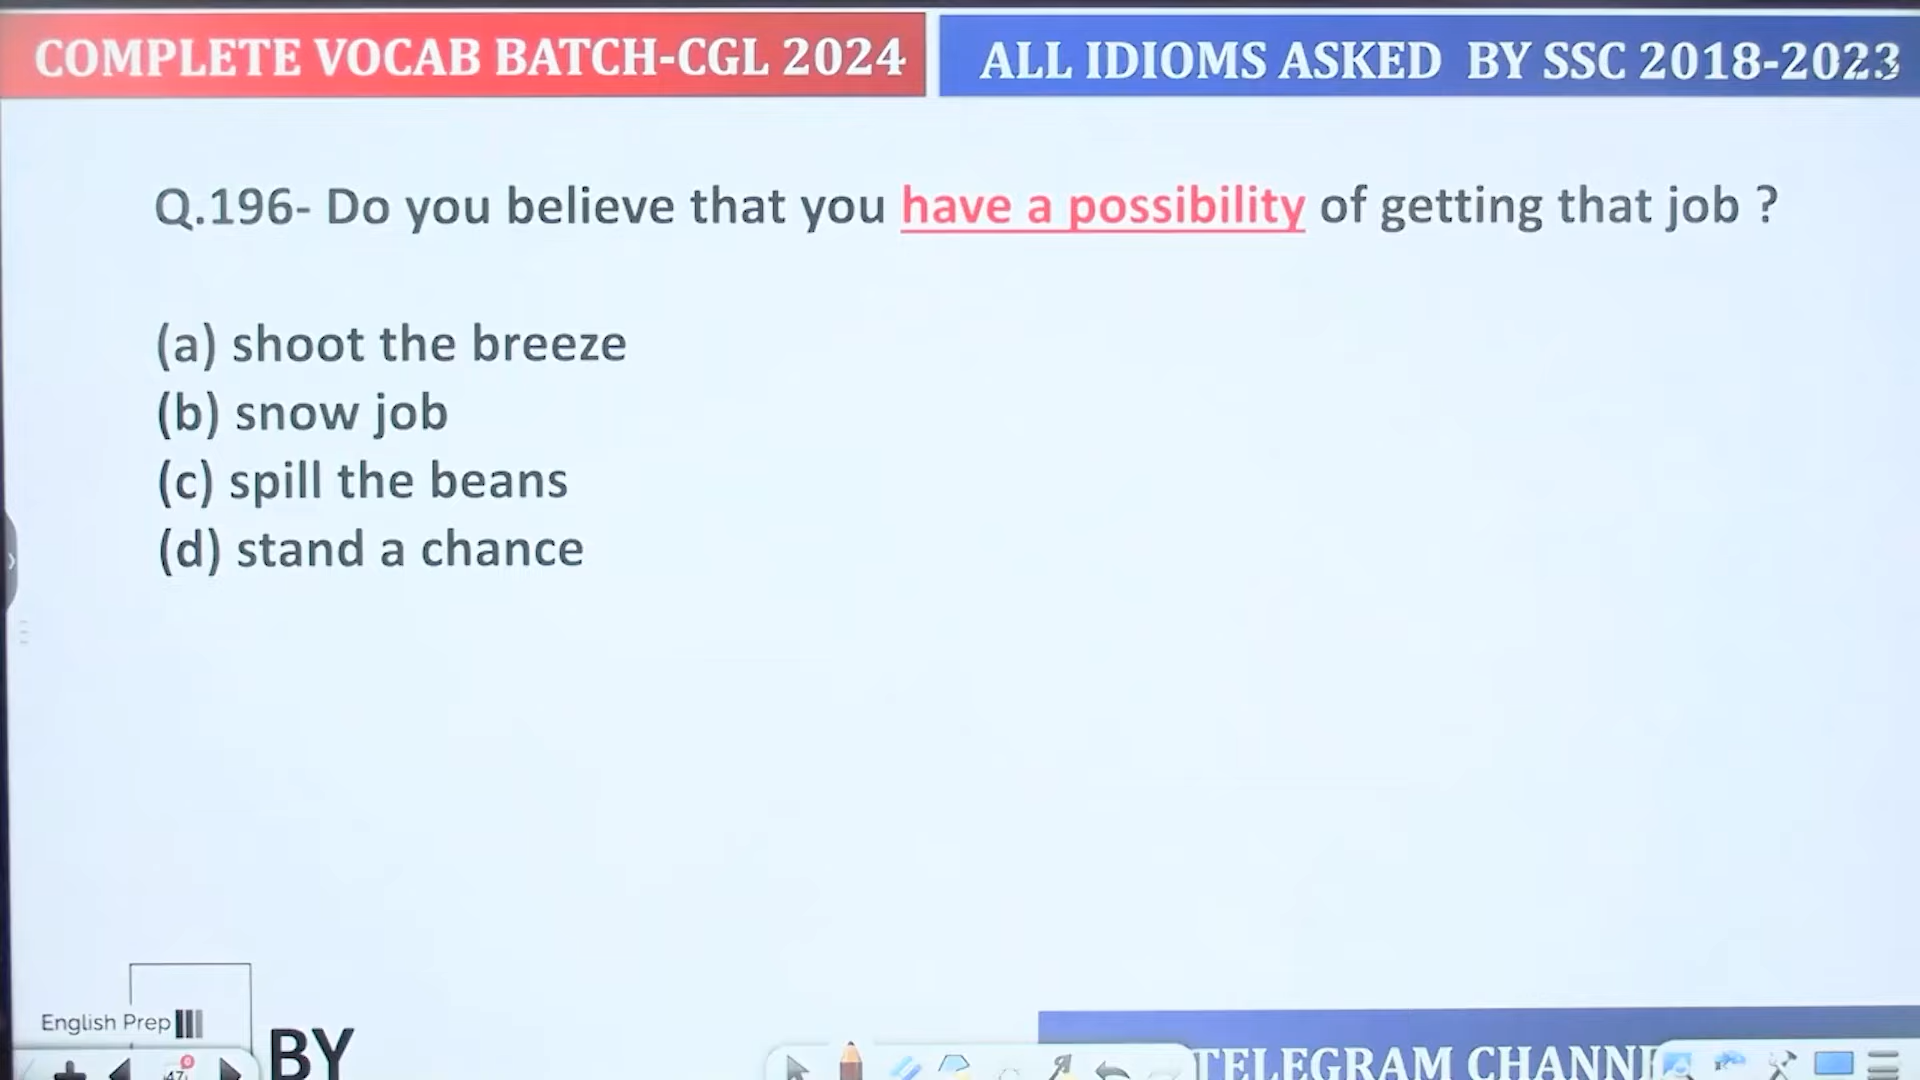 COMPLETE VOCAB BATCH-CGL 2024
ALL IDIOMS ASKED BY SSC 2018-2023
Q.196- Do you believe that you have a possibility of getting that job ?
(a) shoot the breeze
(b) snow job
(c) spill the beans
(d) stand a chance
English Prep
BY
47
TELEGRAM